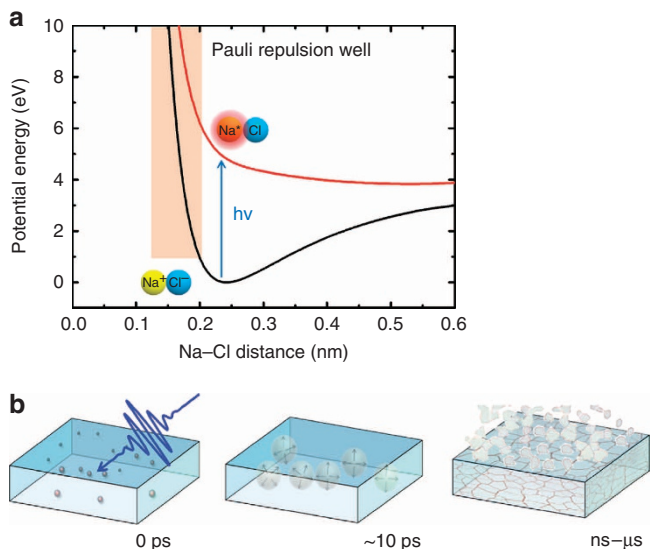 a
10
8
6
4
2
0
Potential energy (eV)
Pauli repulsion well
Na* Cl
hν
Na+ Cl−
0.0 0.1 0.2 0.3 0.4 0.5 0.6
Na–Cl distance (nm)
b
0 ps ~10 ps ns–μs